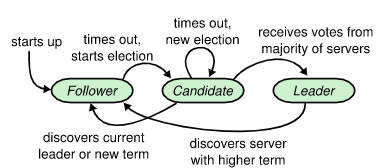 starts up
times out,
starts election
times out,
new election
receives votes from
majority of servers
Follower
Candidate
Leader
discovers current
leader or new term
discovers server
with higher term